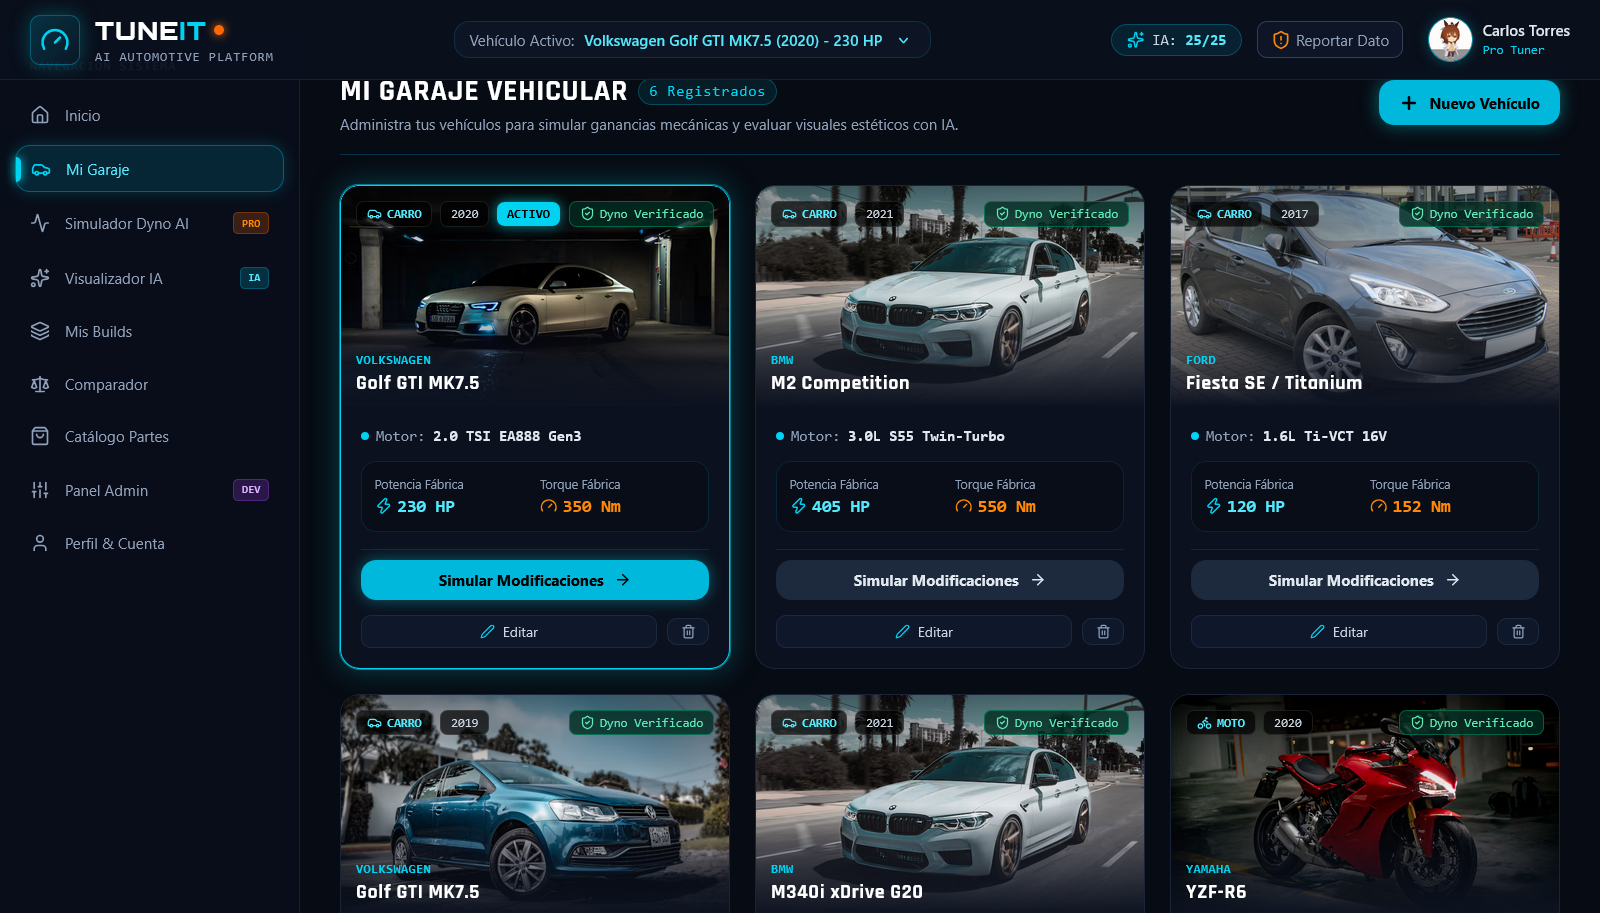 TUNEIT
AI AUTOMOTIVE PLATFORM
Vehículo Activo: Volkswagen Golf GTI MK7.5 (2020) - 230 HP
IA: 25/25
Reportar Dato
Carlos Torres
Pro Tuner
Inicio
Mi Garaje
Simulador Dyno AI
PRO
Visualizador IA
IA
Mis Builds
Comparador
Catálogo Partes
Panel Admin
DEV
Perfil & Cuenta
MI GARAJE VEHICULAR
6 Registrados
Administra tus vehículos para simular ganancias mecánicas y evaluar visuales estéticos con IA.
Nuevo Vehículo
CARRO 2020 ACTIVO Dyno Verificado
VOLKSWAGEN
Golf GTI MK7.5
Motor: 2.0 TSI EA888 Gen3
Potencia Fábrica Torque Fábrica
230 HP 350 Nm
Simular Modificaciones
Editar
CARRO 2021 Dyno Verificado
BMW
M2 Competition
Motor: 3.0L S55 Twin-Turbo
Potencia Fábrica Torque Fábrica
405 HP 550 Nm
Simular Modificaciones
Editar
CARRO 2017 Dyno Verificado
FORD
Fiesta SE / Titanium
Motor: 1.6L Ti-VCT 16V
Potencia Fábrica Torque Fábrica
120 HP 152 Nm
Simular Modificaciones
Editar
CARRO 2019 Dyno Verificado
VOLKSWAGEN
Golf GTI MK7.5
CARRO 2021 Dyno Verificado
BMW
M340i xDrive G20
MOTO 2020 Dyno Verificado
YAMAHA
YZF-R6